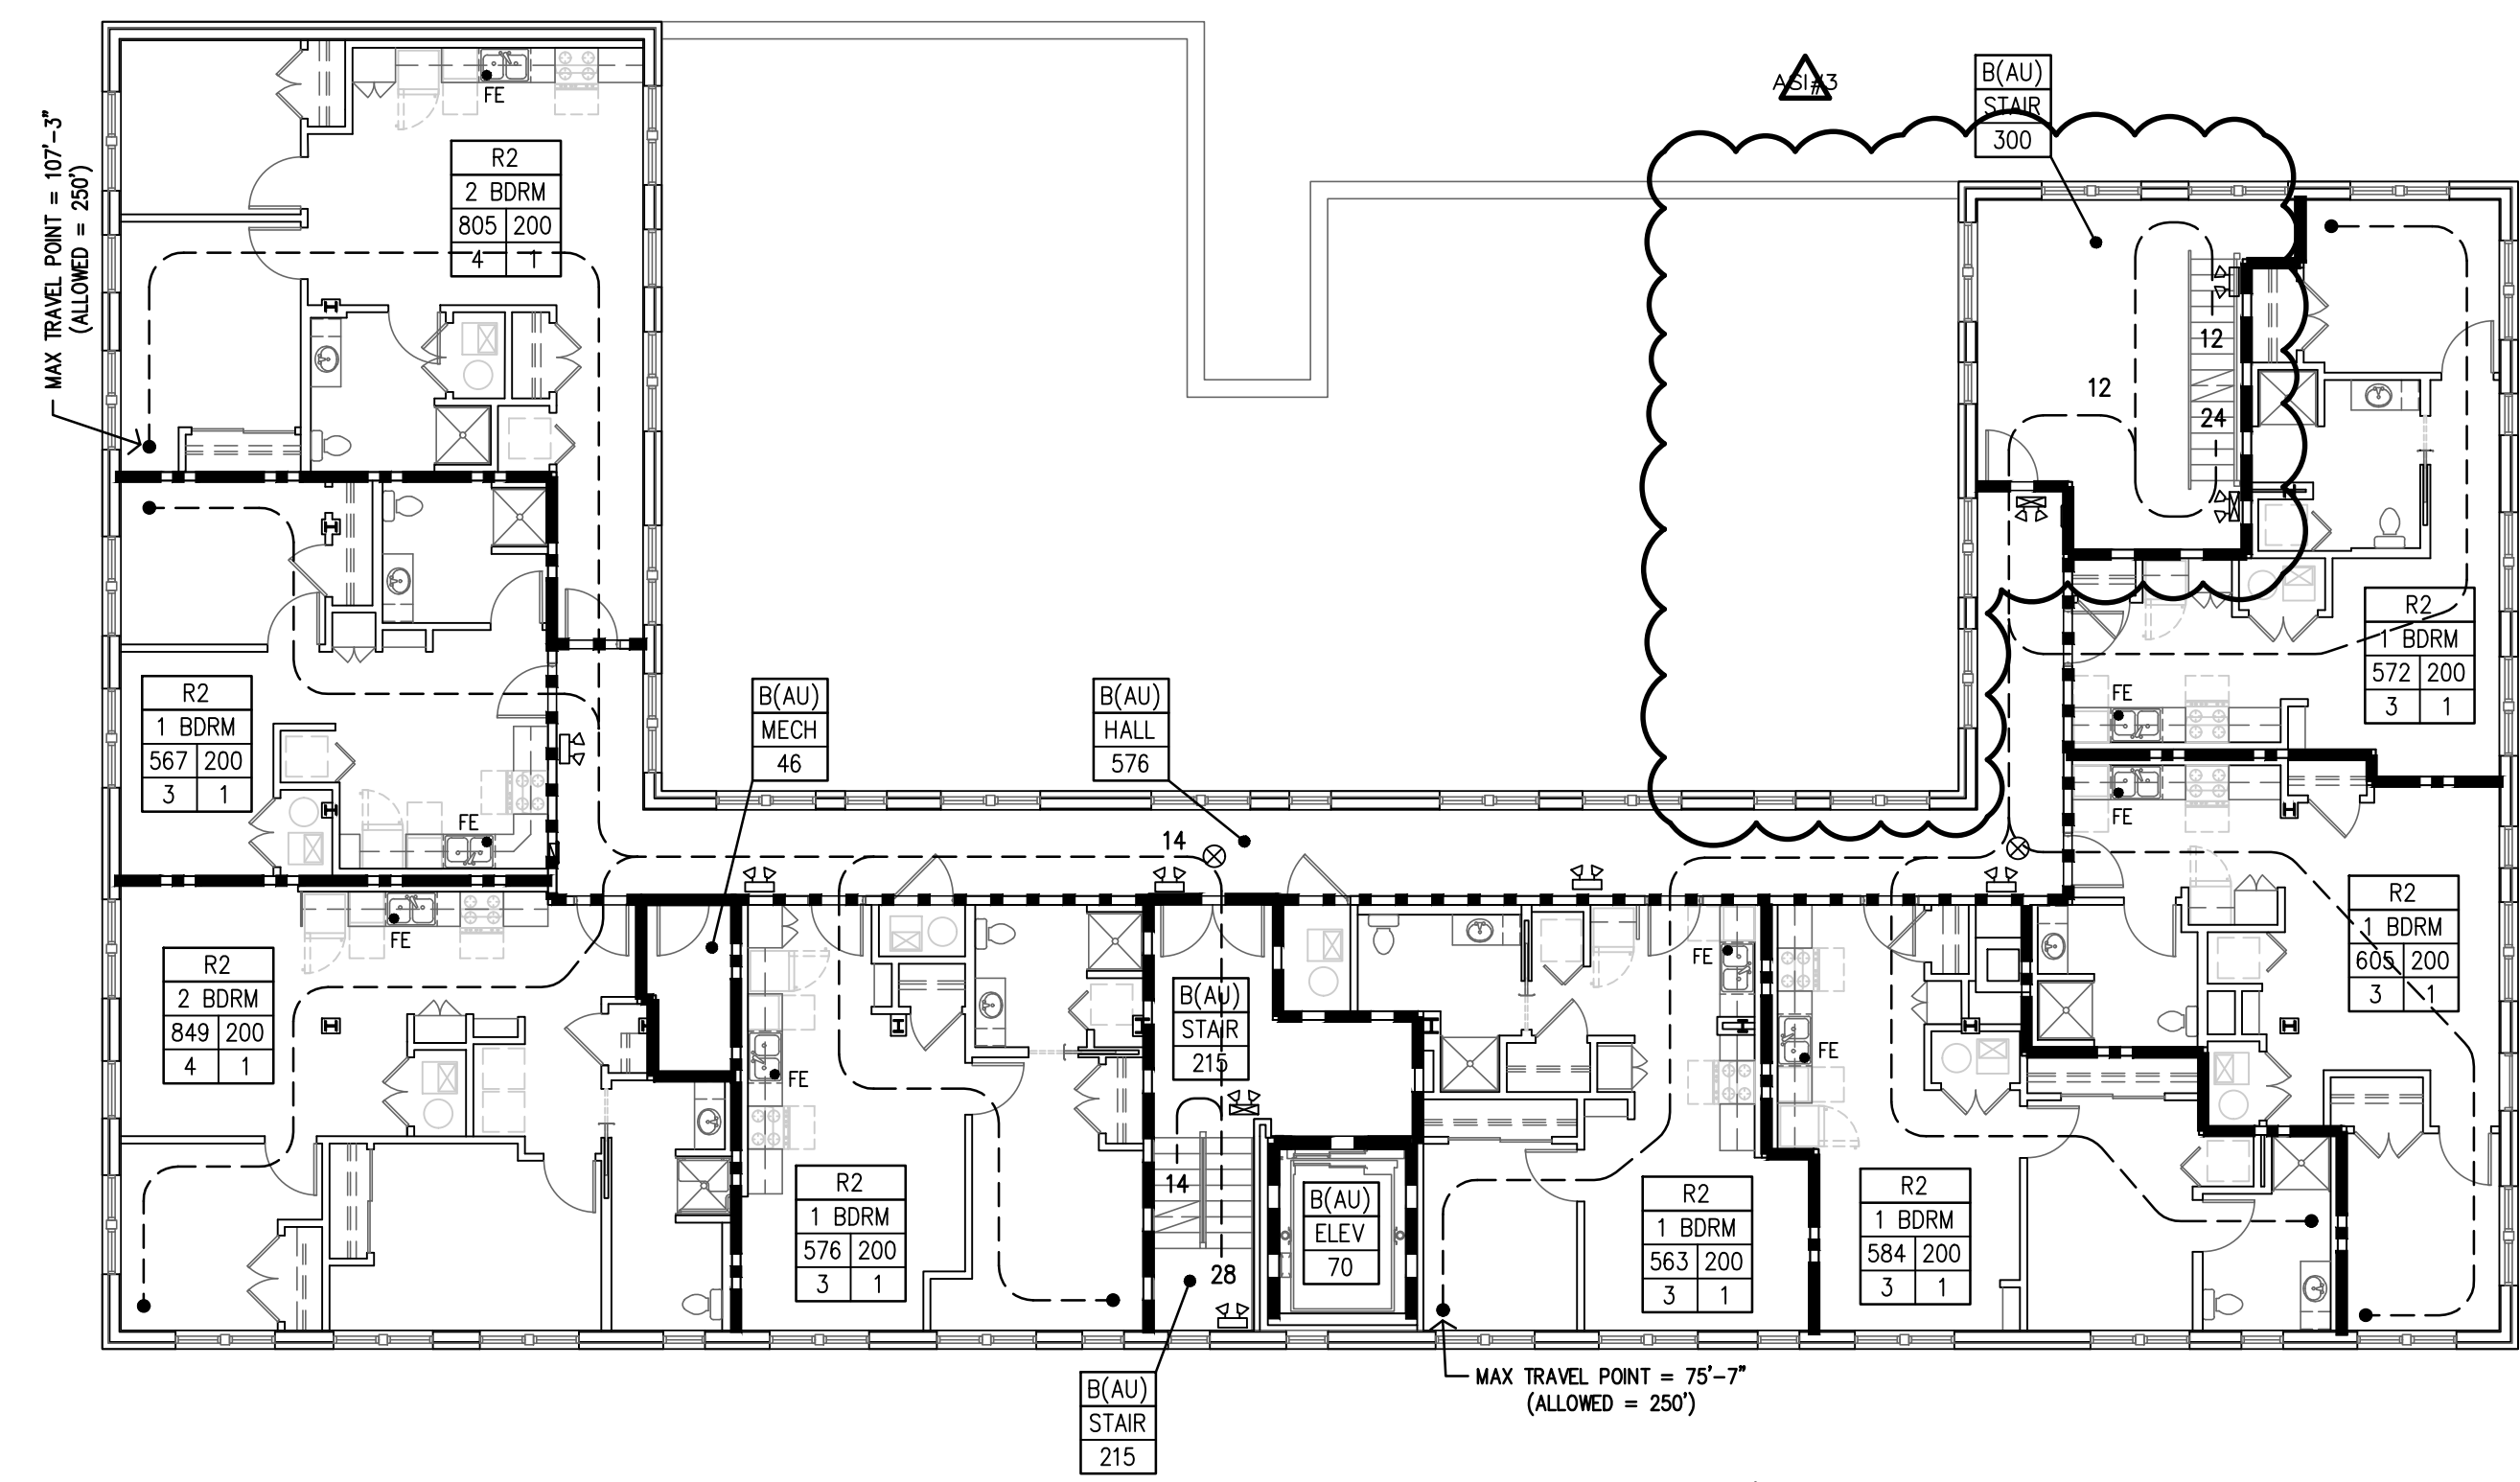 ASI#3
B(AU)
STAIR
300
FE
MAX TRAVEL POINT = 107'-3"
(ALLOWED = 250')
R2
2 BDRM
805 200
4 1
12
12
24
R2
1 BDRM
572 200
3 1
FE
R2
1 BDRM
567 200
3 1
B(AU)
MECH
46
B(AU)
HALL
576
FE
FE
14
R2
1 BDRM
605 200
3 1
FE
R2
2 BDRM
849 200
4 1
FE
B(AU)
STAIR
215
FE
FE
14
R2
1 BDRM
576 200
3 1
B(AU)
ELEV
70
28
R2
1 BDRM
563 200
3 1
R2
1 BDRM
584 200
3 1
MAX TRAVEL POINT = 75'-7"
(ALLOWED = 250')
B(AU)
STAIR
215